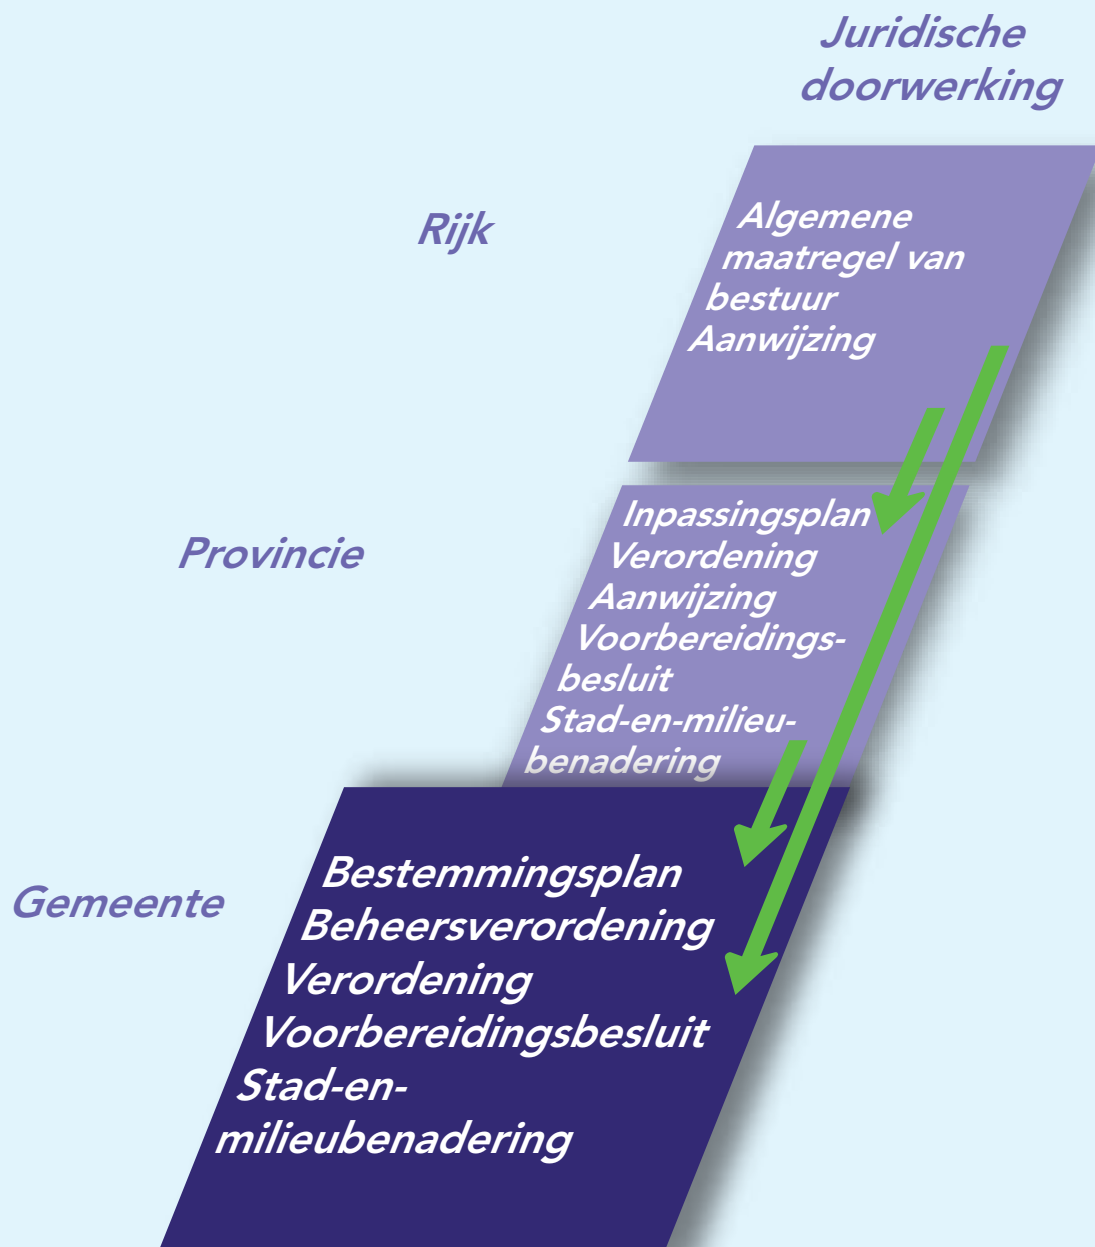 Juridische
doorwerking
Rijk
Algemene
maatregel van
bestuur
Aanwijzing
Provincie
Inpassingsplan
Verordening
Aanwijzing
Voorbereidings-
besluit
Stad-en-milieu-
benadering
Gemeente
Bestemmingsplan
Beheersverordening
Verordening
Voorbereidingsbesluit
Stad-en-
milieubenadering